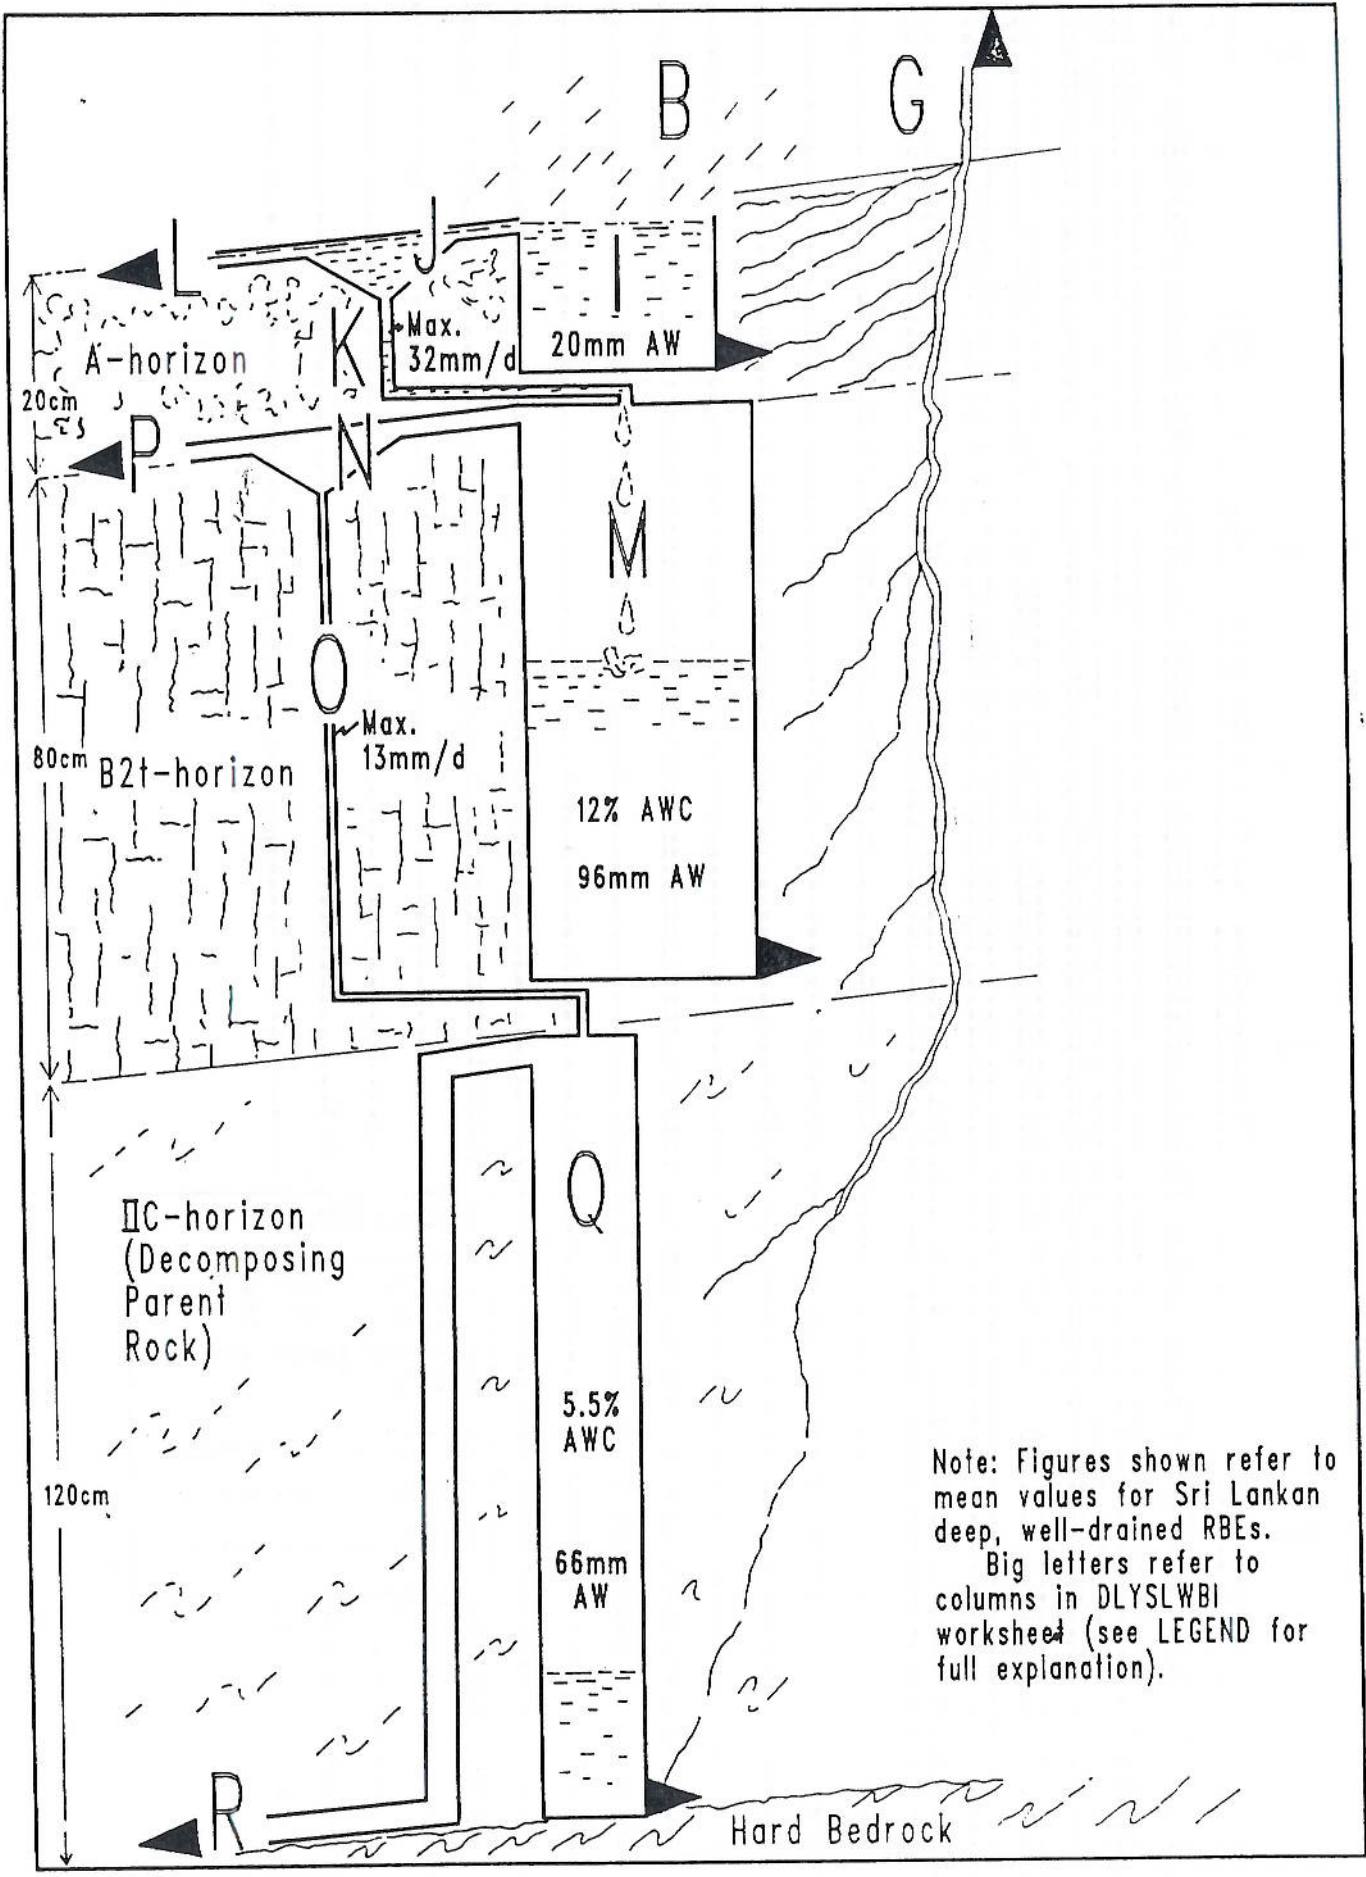 B
G
L
J
I
K
Max.
32mm/d
20mm AW
A-horizon
20cm
P
N
M
O
Max.
13mm/d
80cm
B2t-horizon
12% AWC
96mm AW
Q
IIC-horizon
(Decomposing
Parent
Rock)
5.5%
AWC
120cm
66mm
AW
Note: Figures shown refer to
mean values for Sri Lankan
deep, well-drained RBEs.
Big letters refer to
columns in DLYSLWBI
worksheet (see LEGEND for
full explanation).
R
Hard Bedrock